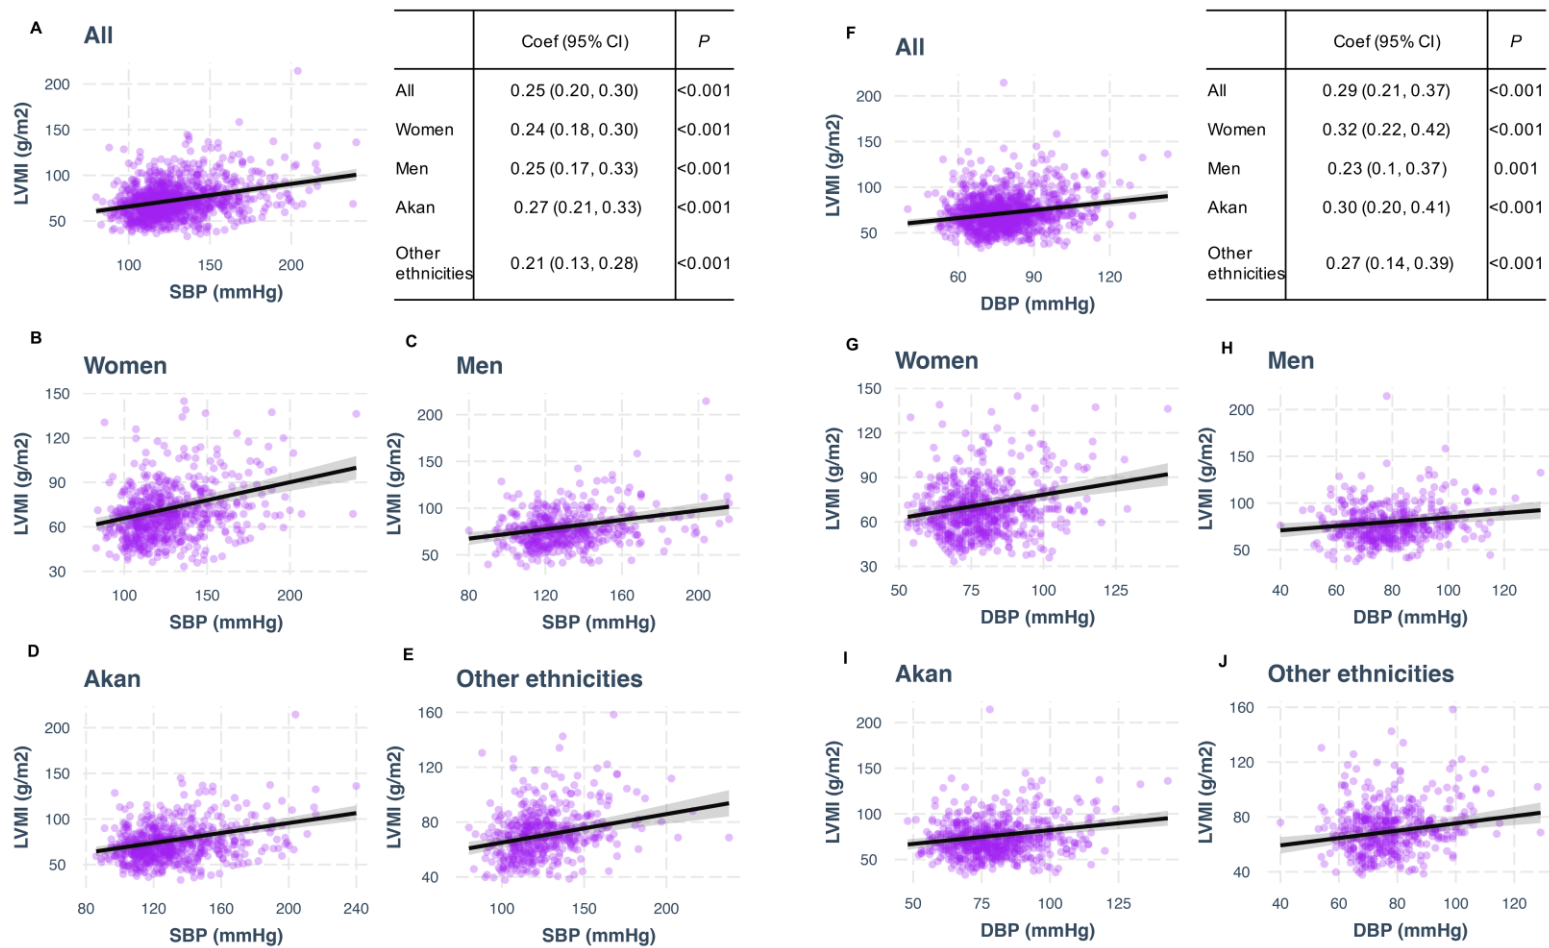 A
All
LVMI (g/m2)
200
150
100
50
100 150 200
SBP (mmHg)
Coef (95% CI) P
All 0.25 (0.20, 0.30) <0.001
Women 0.24 (0.18, 0.30) <0.001
Men 0.25 (0.17, 0.33) <0.001
Akan 0.27 (0.21, 0.33) <0.001
Other
ethnicities 0.21 (0.13, 0.28) <0.001
F
All
LVMI (g/m2)
200
150
100
50
60 90 120
DBP (mmHg)
Coef (95% CI) P
All 0.29 (0.21, 0.37) <0.001
Women 0.32 (0.22, 0.42) <0.001
Men 0.23 (0.1, 0.37) 0.001
Akan 0.30 (0.20, 0.41) <0.001
Other
ethnicities 0.27 (0.14, 0.39) <0.001
B
Women
LVMI (g/m2)
150
120
90
60
30
100 150 200
SBP (mmHg)
C
Men
LVMI (g/m2)
200
150
100
50
80 120 160 200
SBP (mmHg)
G
Women
LVMI (g/m2)
150
120
90
60
30
50 75 100 125
DBP (mmHg)
H
Men
LVMI (g/m2)
200
150
100
50
40 60 80 100 120
DBP (mmHg)
D
Akan
LVMI (g/m2)
200
150
100
50
80 120 160 200 240
SBP (mmHg)
E
Other ethnicities
LVMI (g/m2)
160
120
80
40
100 150 200
SBP (mmHg)
I
Akan
LVMI (g/m2)
200
150
100
50
50 75 100 125
DBP (mmHg)
J
Other ethnicities
LVMI (g/m2)
160
120
80
40
40 60 80 100 120
DBP (mmHg)